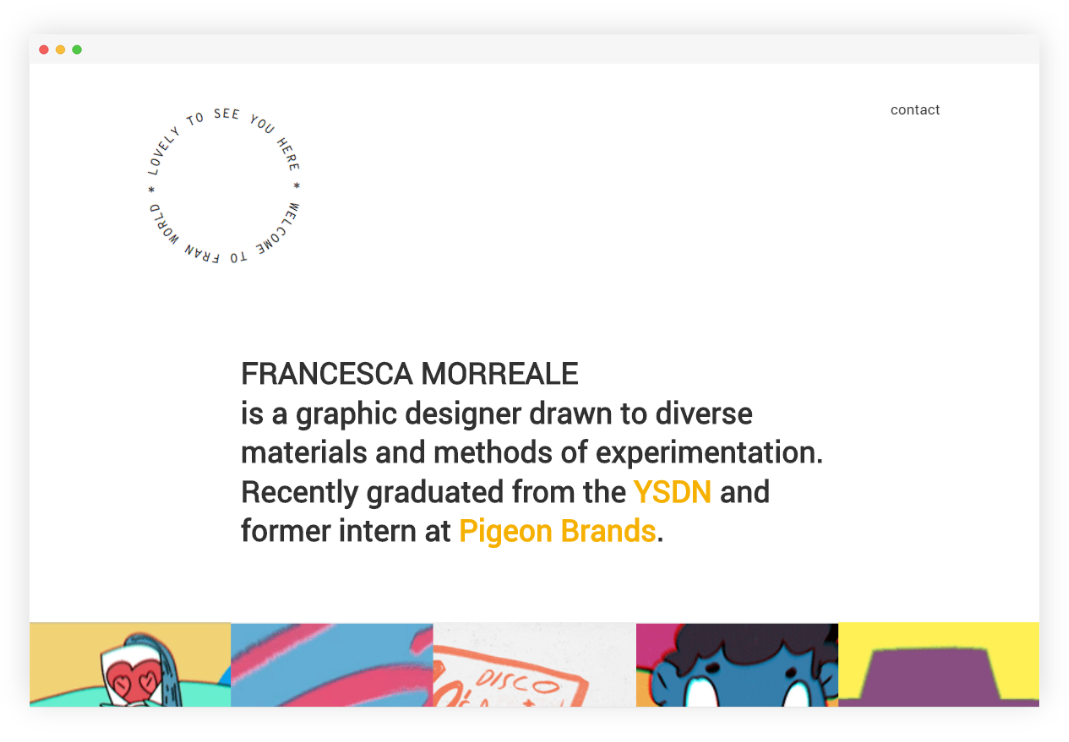 * LOVELY TO SEE YOU HERE * WELCOME TO FRAN WORLD
contact
FRANCESCA MORREALE
is a graphic designer drawn to diverse
materials and methods of experimentation.
Recently graduated from the YSDN and
former intern at Pigeon Brands.
DISCO